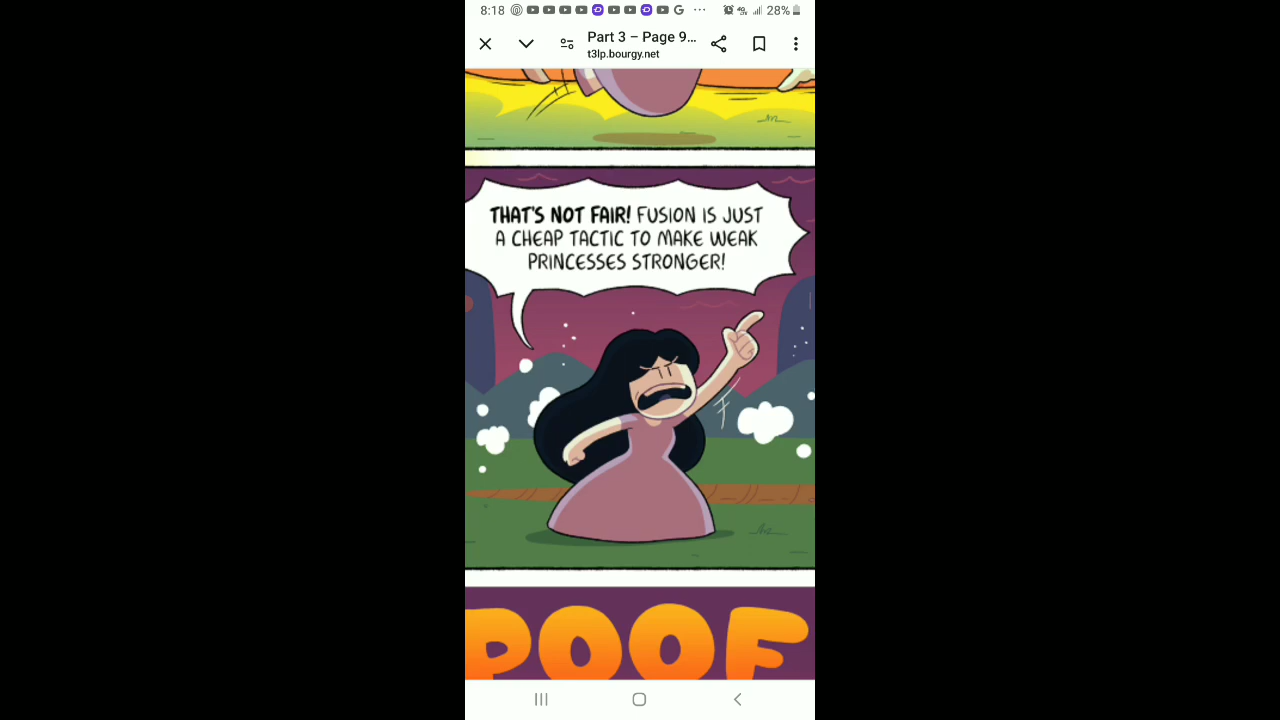 8:18
4G
28%
Part 3 – Page 9...
t3lp.bourgy.net
THAT'S NOT FAIR! FUSION IS JUST
A CHEAP TACTIC TO MAKE WEAK
PRINCESSES STRONGER!
POOF